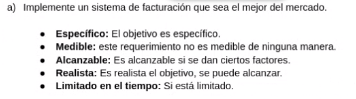 a) Implemente un sistema de facturación que sea el mejor del mercado.
• Específico: El objetivo es específico.
• Medible: este requerimiento no es medible de ninguna manera.
• Alcanzable: Es alcanzable si se dan ciertos factores.
• Realista: Es realista el objetivo, se puede alcanzar.
• Limitado en el tiempo: Si está limitado.